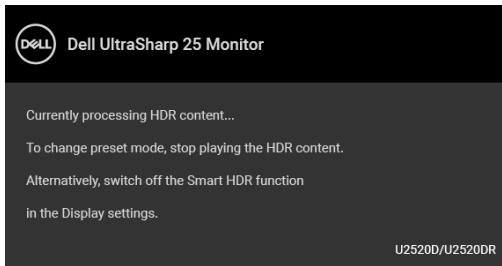 DELL Dell UltraSharp 25 Monitor
Currently processing HDR content...
To change preset mode, stop playing the HDR content.
Alternatively, switch off the Smart HDR function
in the Display settings.
U2520D/U2520DR